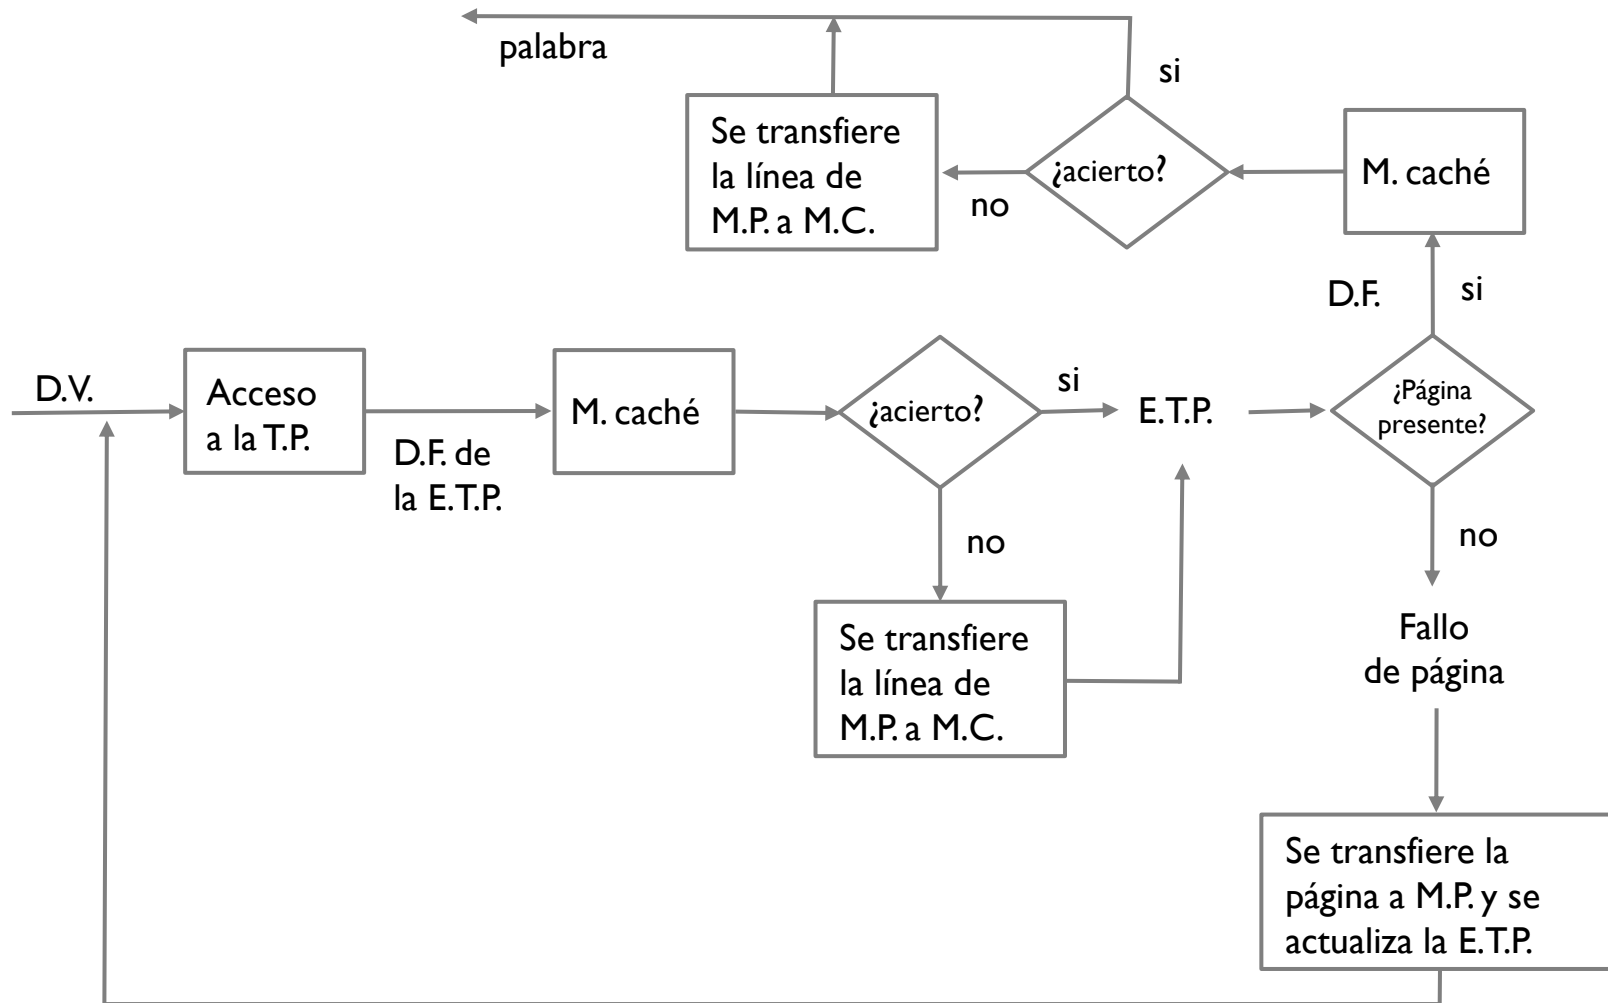 palabra
si
Se transfiere
la línea de
M.P. a M.C.
no
¿acierto?
M. caché
D.F.
si
D.V.
Acceso
a la T.P.
D.F. de
la E.T.P.
M. caché
¿acierto?
si
E.T.P.
¿Página
presente?
no
no
Se transfiere
la línea de
M.P. a M.C.
Fallo
de página
Se transfiere la
página a M.P. y se
actualiza la E.T.P.